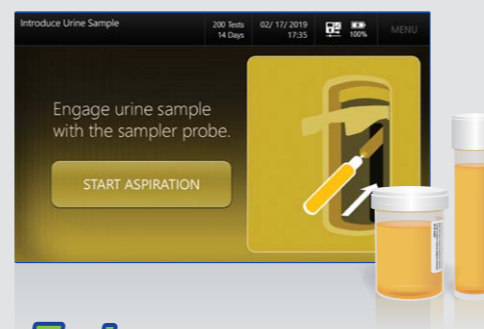 Introduce Urine Sample
200 Tests
14 Days
02/ 17/ 2019
17:35
100%
MENU
Engage urine sample
with the sampler probe.
START ASPIRATION